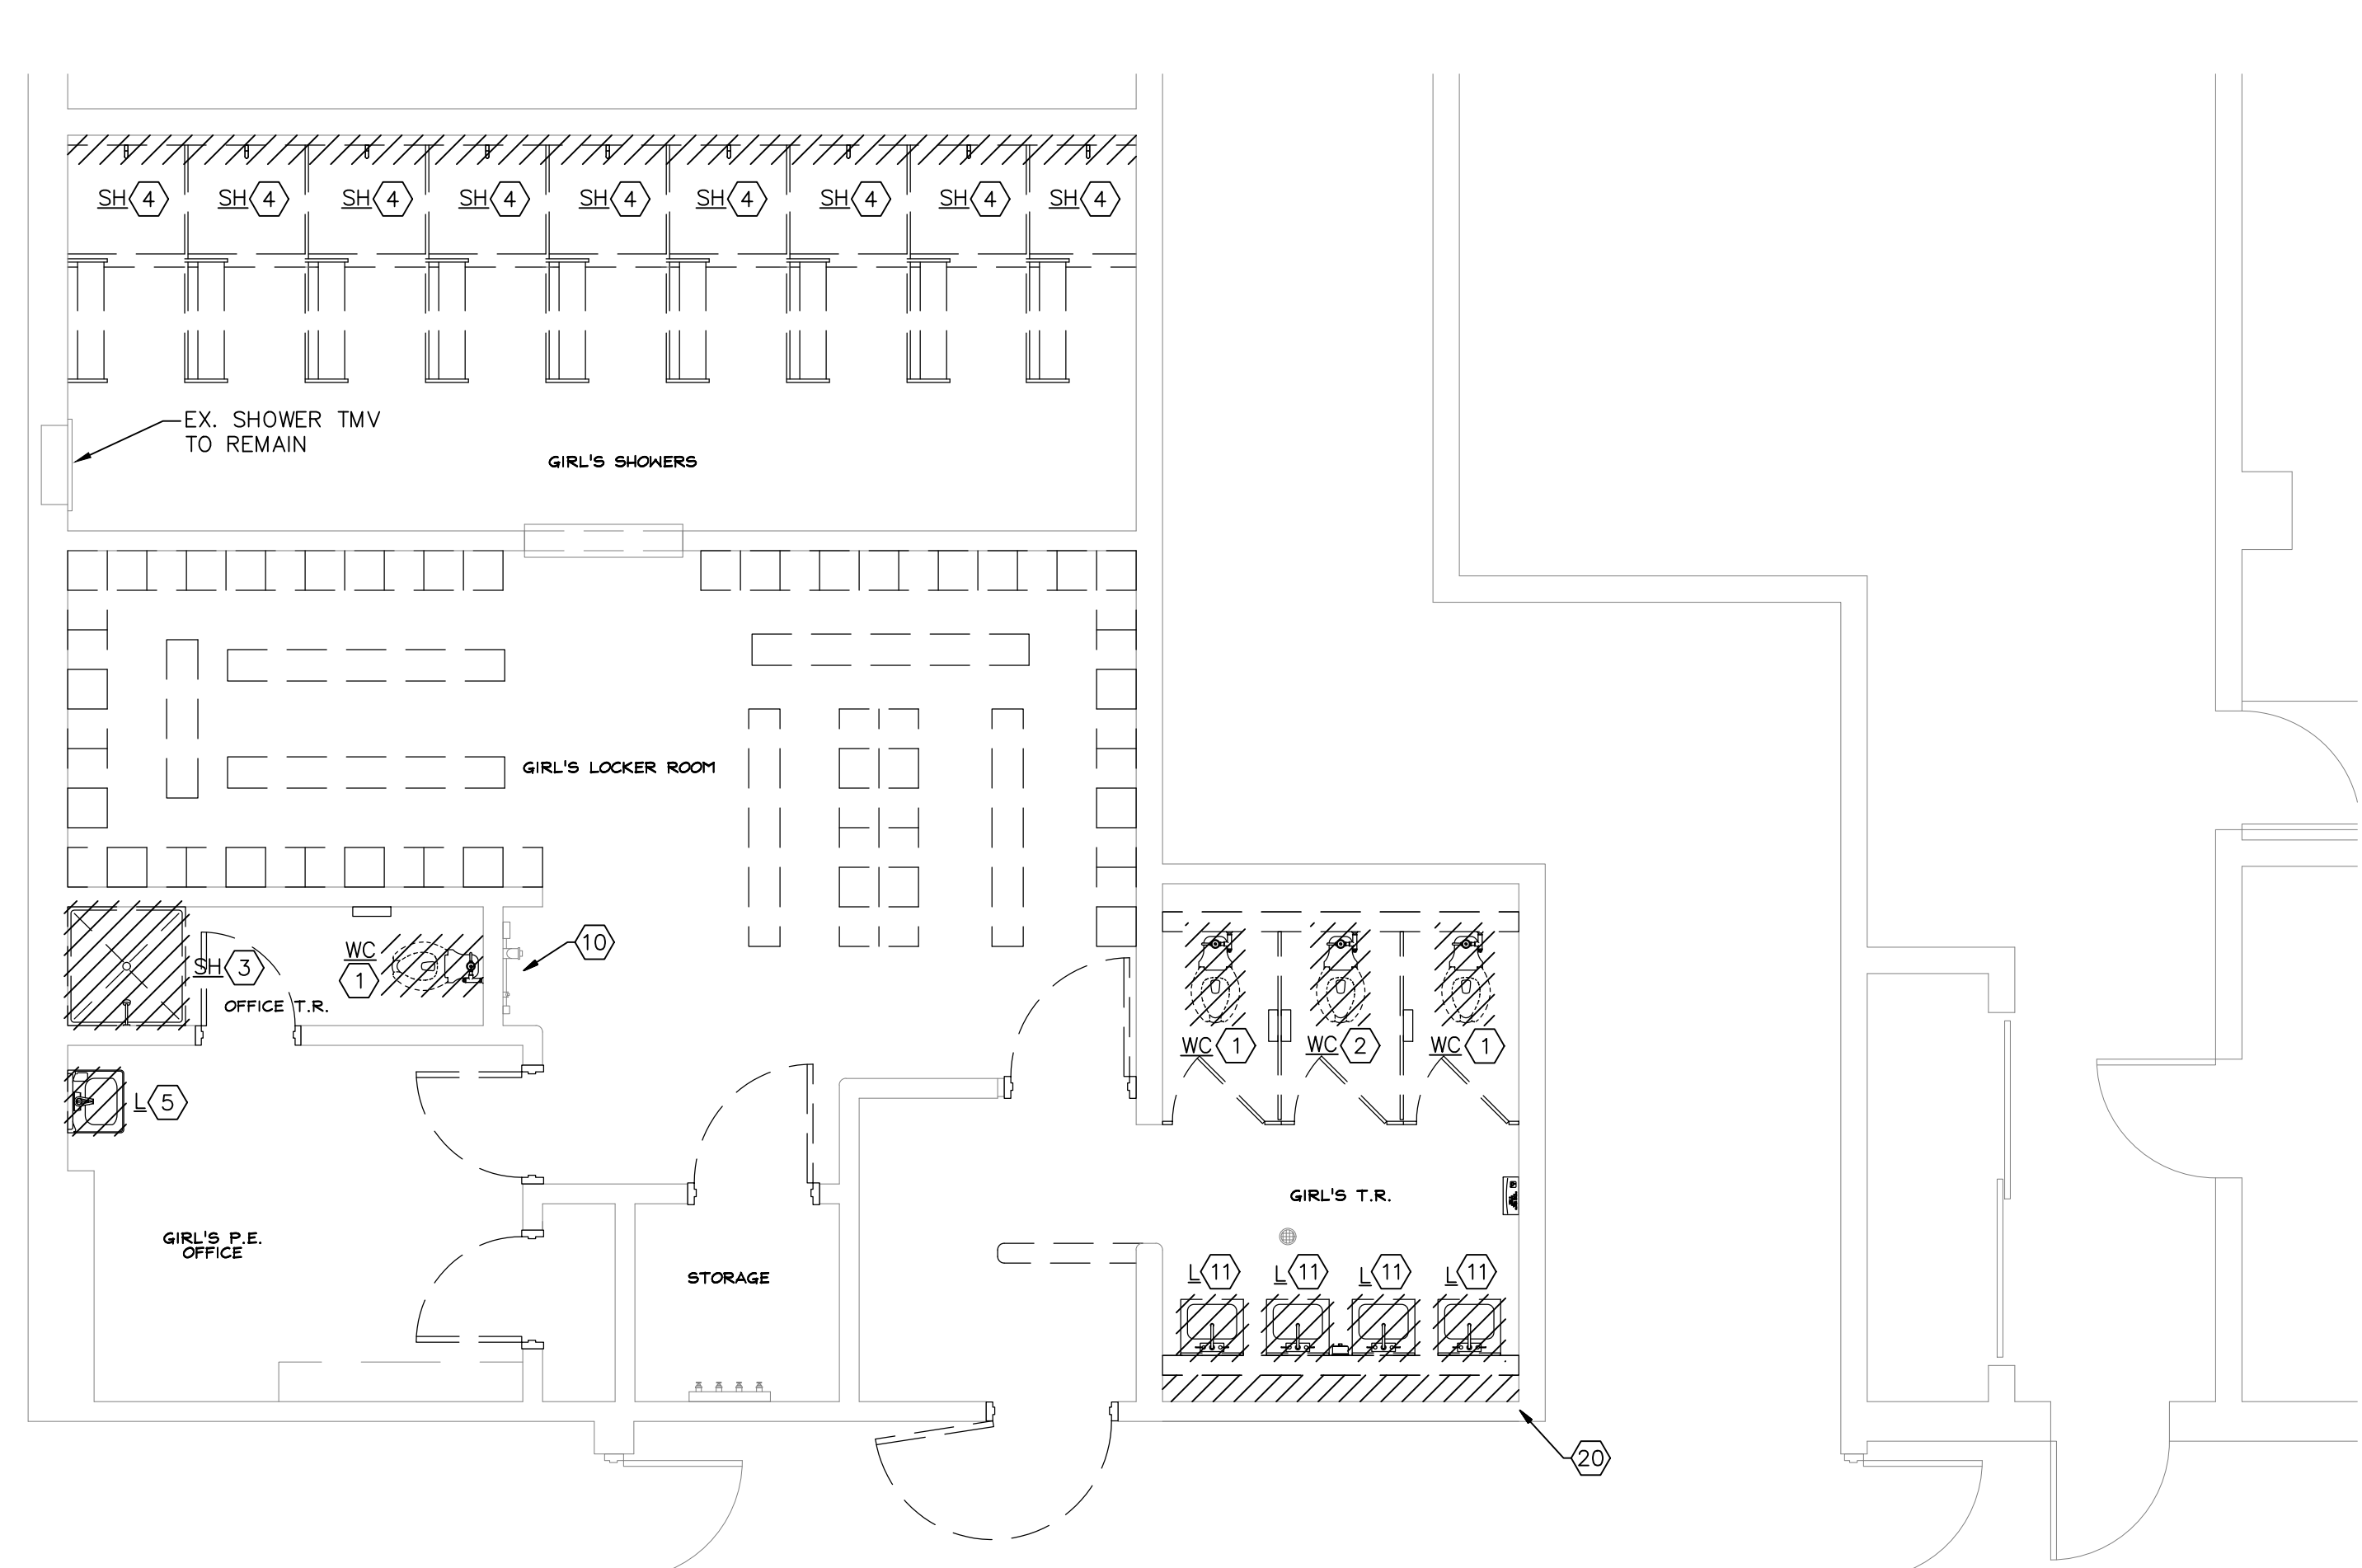 SH 4 SH 4 SH 4 SH 4 SH 4 SH 4 SH 4 SH 4 SH 4
EX. SHOWER TMV
TO REMAIN
GIRL'S SHOWERS
GIRL'S LOCKER ROOM
10
WC
1
SH 3
OFFICE T.R.
WC 1 WC 2 WC 1
L 5
GIRL'S T.R.
GIRL'S P.E.
OFFICE
STORAGE
L 11 L 11 L 11 L 11
20